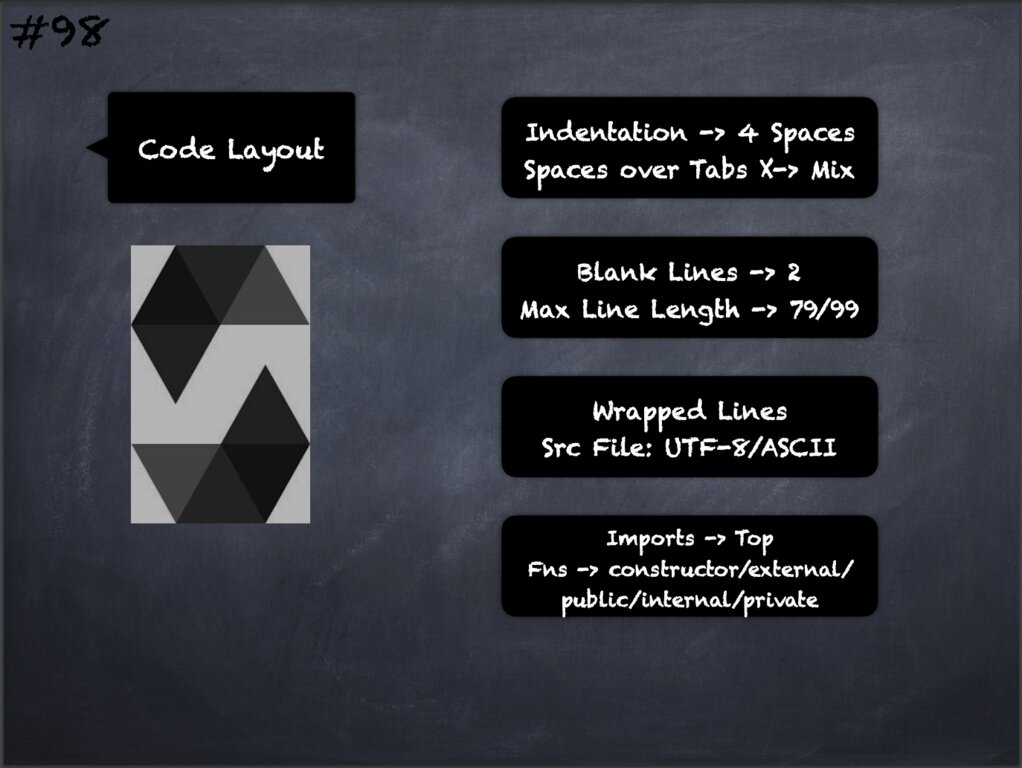 #98
Code Layout
Indentation -> 4 Spaces
Spaces over Tabs X-> Mix
Blank Lines -> 2
Max Line Length -> 79/99
Wrapped Lines
Src File: UTF-8/ASCII
Imports -> Top
Fns -> constructor/external/
public/internal/private